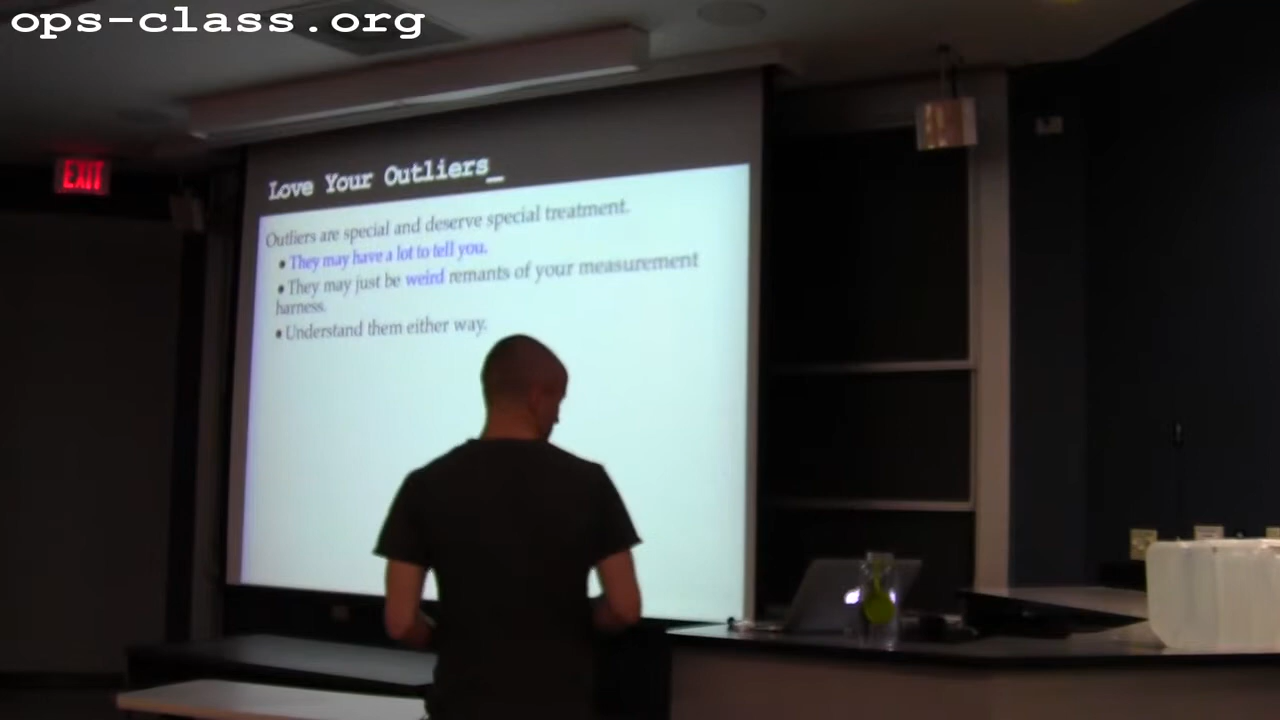 ops-class.org
EXIT
Love Your Outliers_
Outliers are special and deserve special treatment.
• They may have a lot to tell you.
• They may just be weird remants of your measurement
harness.
• Understand them either way.